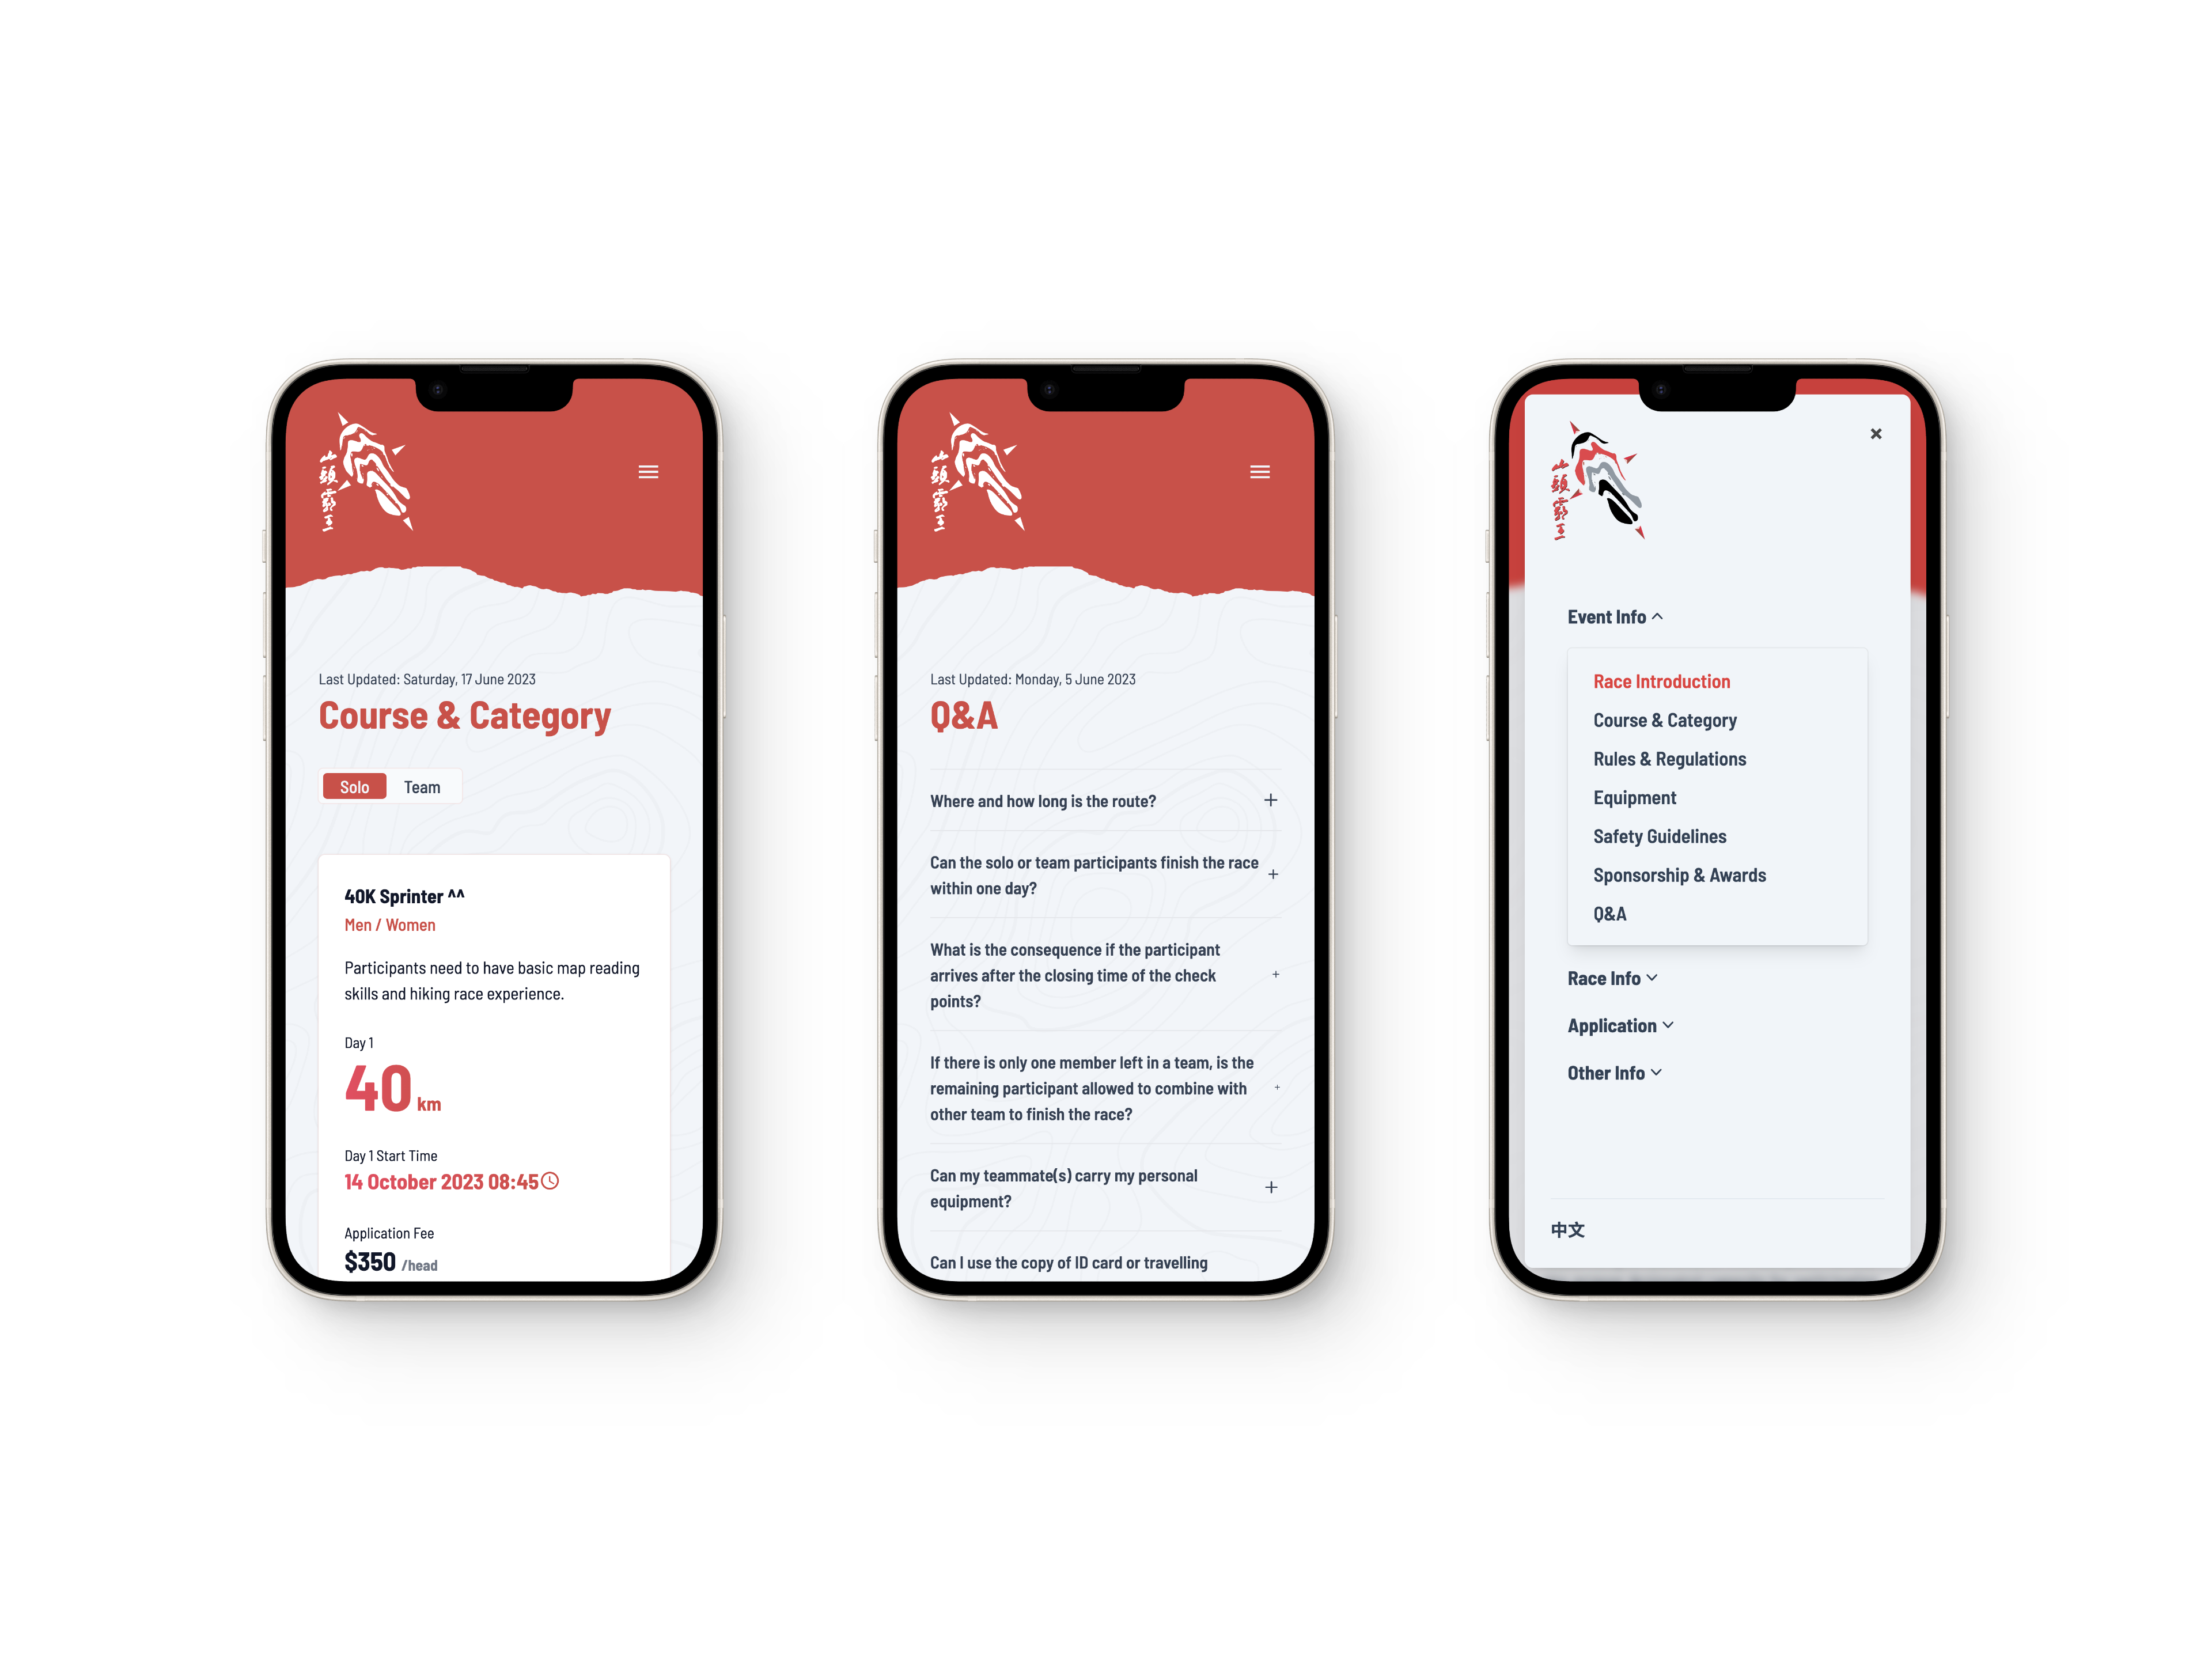 山
頭
霸
王
Last Updated: Saturday, 17 June 2023
Course & Category
Solo Team
40K Sprinter ^^
Men / Women
Participants need to have basic map reading
skills and hiking race experience.
Day 1
40 km
Day 1 Start Time
14 October 2023 08:45
Application Fee
$350 /head
山
頭
霸
王
Last Updated: Monday, 5 June 2023
Q&A
Where and how long is the route? +
Can the solo or team participants finish the race
within one day? +
What is the consequence if the participant
arrives after the closing time of the check
points? +
If there is only one member left in a team, is the
remaining participant allowed to combine with
other team to finish the race? +
Can my teammate(s) carry my personal
equipment? +
Can I use the copy of ID card or travelling
山
頭
霸
王
Event Info
Race Introduction
Course & Category
Rules & Regulations
Equipment
Safety Guidelines
Sponsorship & Awards
Q&A
Race Info
Application
Other Info
中文